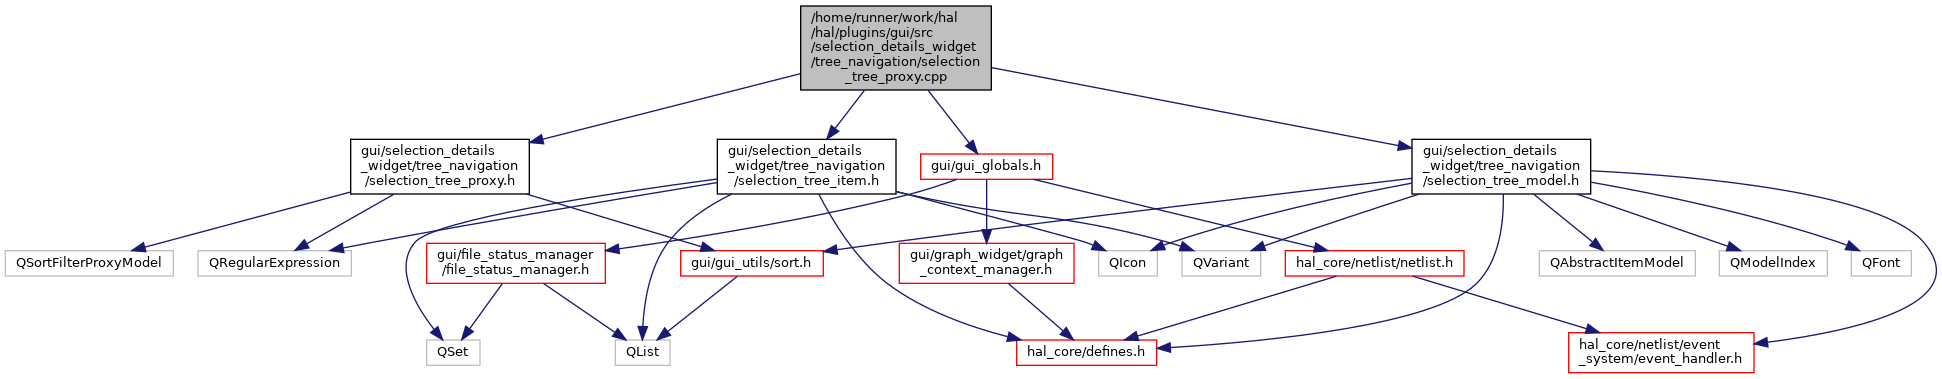 /home/runner/work/hal
/hal/plugins/gui/src
/selection_details_widget
/tree_navigation/selection
_tree_proxy.cpp
gui/selection_details
_widget/tree_navigation
/selection_tree_proxy.h
gui/selection_details
_widget/tree_navigation
/selection_tree_item.h
gui/gui_globals.h
gui/selection_details
_widget/tree_navigation
/selection_tree_model.h
QSortFilterProxyModel
QRegularExpression
gui/file_status_manager
/file_status_manager.h
gui/gui_utils/sort.h
gui/graph_widget/graph
_context_manager.h
QIcon
QVariant
hal_core/netlist/netlist.h
QAbstractItemModel
QModelIndex
QFont
QSet
QList
hal_core/defines.h
hal_core/netlist/event
_system/event_handler.h